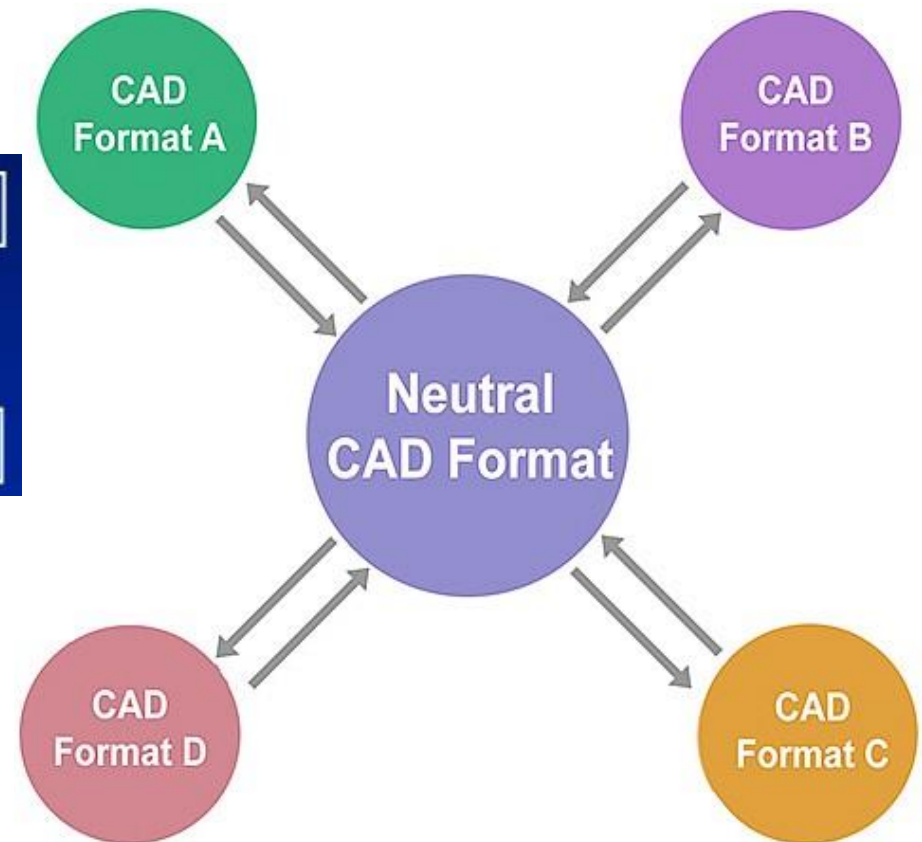 CAD
Format A
CAD
Format B
Neutral
CAD Format
CAD
Format D
CAD
Format C